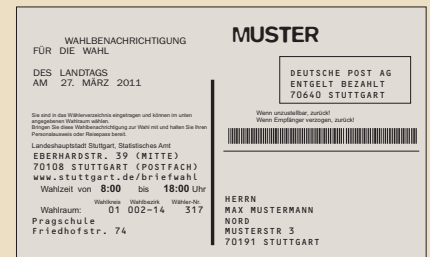 WAHLBENACHRICHTIGUNG
FÜR DIE WAHL
DES LANDTAGS
AM 27. MÄRZ 2011
Sie sind in das Wählerverzeichnis eingetragen und können im unten
angegebenen Wahlraum wählen.
Bringen Sie diese Wahlbenachrichtigung zur Wahl mit und halten Sie Ihren
Personalausweis oder Reisepass bereit.
Landeshauptstadt Stuttgart, Statistisches Amt
EBERHARDSTR. 39 (MITTE)
70108 STUTTGART (POSTFACH)
www.stuttgart.de/briefwahl
Wahlzeit von 8:00 bis 18:00 Uhr
Wahlkreis Wahlbezirk Wähler-Nr.
Wahlraum: 01 002-14 317
Pragschule
Friedhofstr. 74
MUSTER
DEUTSCHE POST AG
ENTGELT BEZAHLT
70640 STUTTGART
Wenn unzustellbar, zurück!
Wenn Empfänger verzogen, zurück!
HERRN
MAX MUSTERMANN
NORD
MUSTERSTR 3
70191 STUTTGART